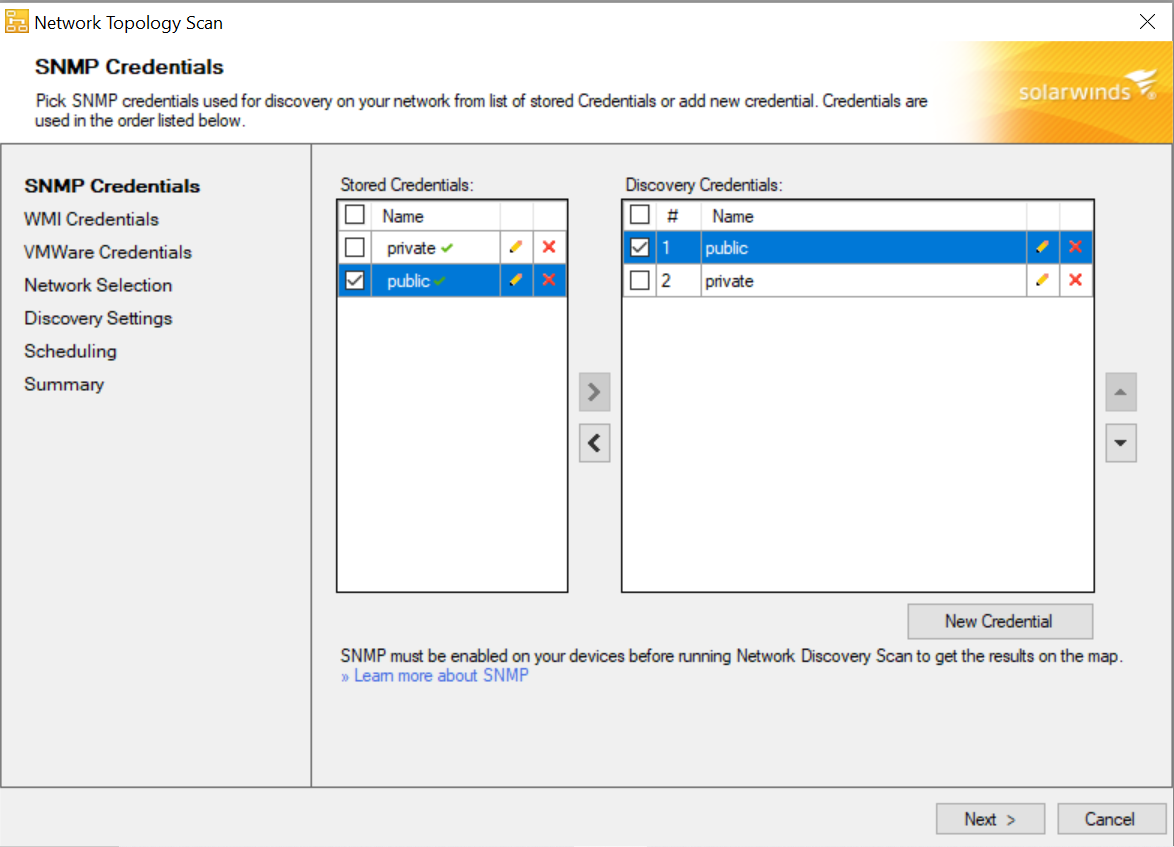 Network Topology Scan
SNMP Credentials
Pick SNMP credentials used for discovery on your network from list of stored Credentials or add new credential. Credentials are
used in the order listed below.
solarwinds
SNMP Credentials
WMI Credentials
VMWare Credentials
Network Selection
Discovery Settings
Scheduling
Summary
Stored Credentials:
Name
private
public
Discovery Credentials:
# Name
1 public
2 private
New Credential
SNMP must be enabled on your devices before running Network Discovery Scan to get the results on the map.
» Learn more about SNMP
Next >
Cancel